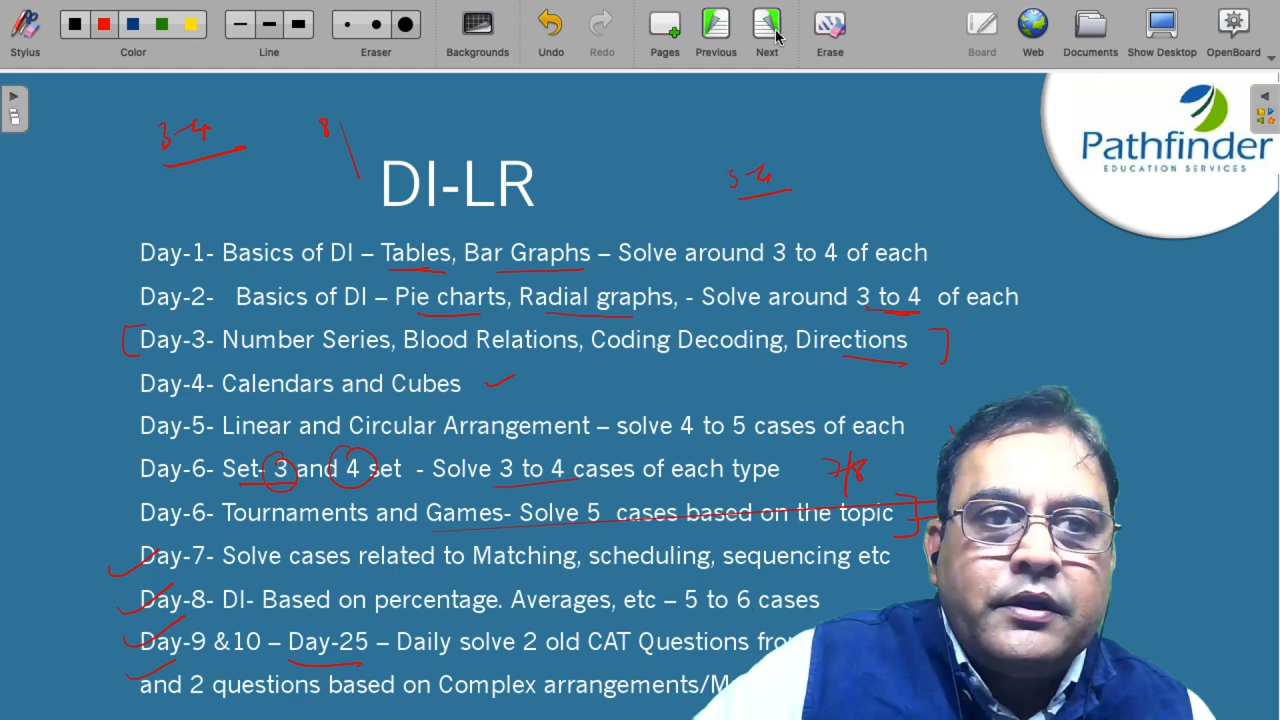 Stylus Color Line Eraser Backgrounds Undo Redo Pages Previous Next Erase Board Web Documents Show Desktop OpenBoard
Pathfinder
EDUCATION SERVICES
3-4 8 3-4
DI-LR
Day-1- Basics of DI – Tables, Bar Graphs – Solve around 3 to 4 of each
Day-2- Basics of DI – Pie charts, Radial graphs, - Solve around 3 to 4 of each
Day-3- Number Series, Blood Relations, Coding Decoding, Directions
Day-4- Calendars and Cubes
Day-5- Linear and Circular Arrangement – solve 4 to 5 cases of each
Day-6- Set- 3 and 4 set - Solve 3 to 4 cases of each type 7/8
Day-6- Tournaments and Games- Solve 5 cases based on the topic
Day-7- Solve cases related to Matching, scheduling, sequencing etc
Day-8- DI- Based on percentage. Averages, etc – 5 to 6 cases
Day-9 &10 – Day-25 – Daily solve 2 old CAT Questions
and 2 questions based on Complex arrangements/